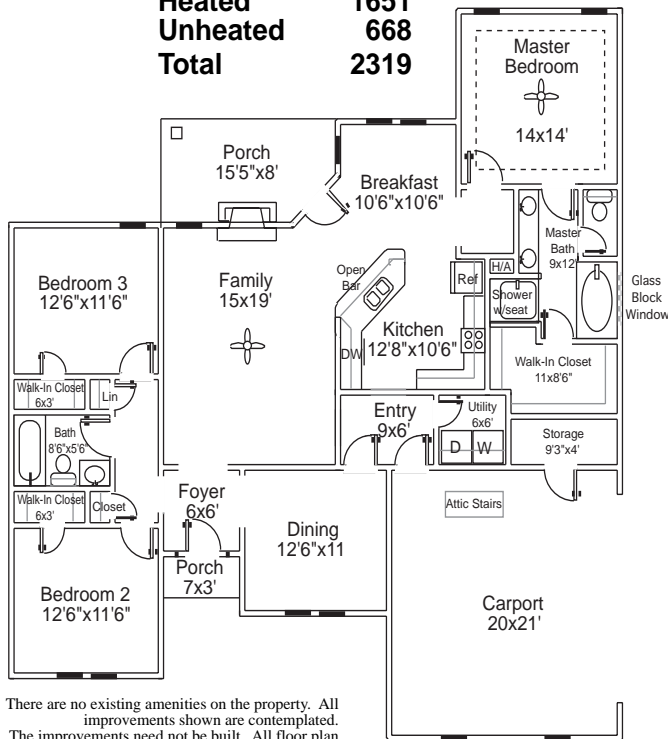 Heated 1651
Unheated 668
Total 2319
Master
Bedroom
14x14'
Porch
15'5"x8'
Breakfast
10'6"x10'6"
Master
Bath
9x12'
Bedroom 3
12'6"x11'6"
Family
15x19'
Open
Bar
Ref
H/A
Shower
w/seat
Glass
Block
Window
Kitchen
12'8"x10'6"
DW
Walk-In Closet
11x8'6"
Walk-In Closet
6x3'
Lin
Entry
9x6'
Utility
6x6'
D W
Bath
8'6"x5'6"
Storage
9'3"x4'
Walk-In Closet
6x3'
Closet
Foyer
6x6'
Attic Stairs
Dining
12'6"x11
Porch
7x3'
Bedroom 2
12'6"x11'6"
Carport
20x21'
There are no existing amenities on the property. All
improvements shown are contemplated.
The improvements need not be built. All floor plan